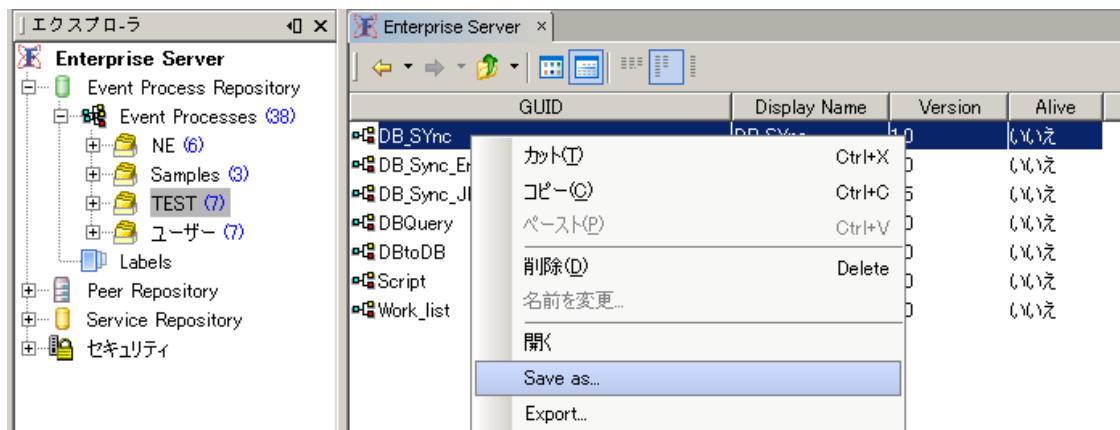 エクスプローラ
Enterprise Server
Event Process Repository
Event Processes (38)
NE (6)
Samples (3)
TEST (7)
ユーザー (7)
Labels
Peer Repository
Service Repository
セキュリティ
Enterprise Server
GUID Display Name Version Alive
DB_SYnc いいえ
DB_Sync_ いいえ
DB_Sync_ いいえ
DBQuery いいえ
DBtoDB いいえ
Script いいえ
Work_list いいえ
カット(T) Ctrl+X
コピー(C) Ctrl+C
ペースト(P) Ctrl+V
削除(D) Delete
名前を変更...
開く
Save as...
Export...